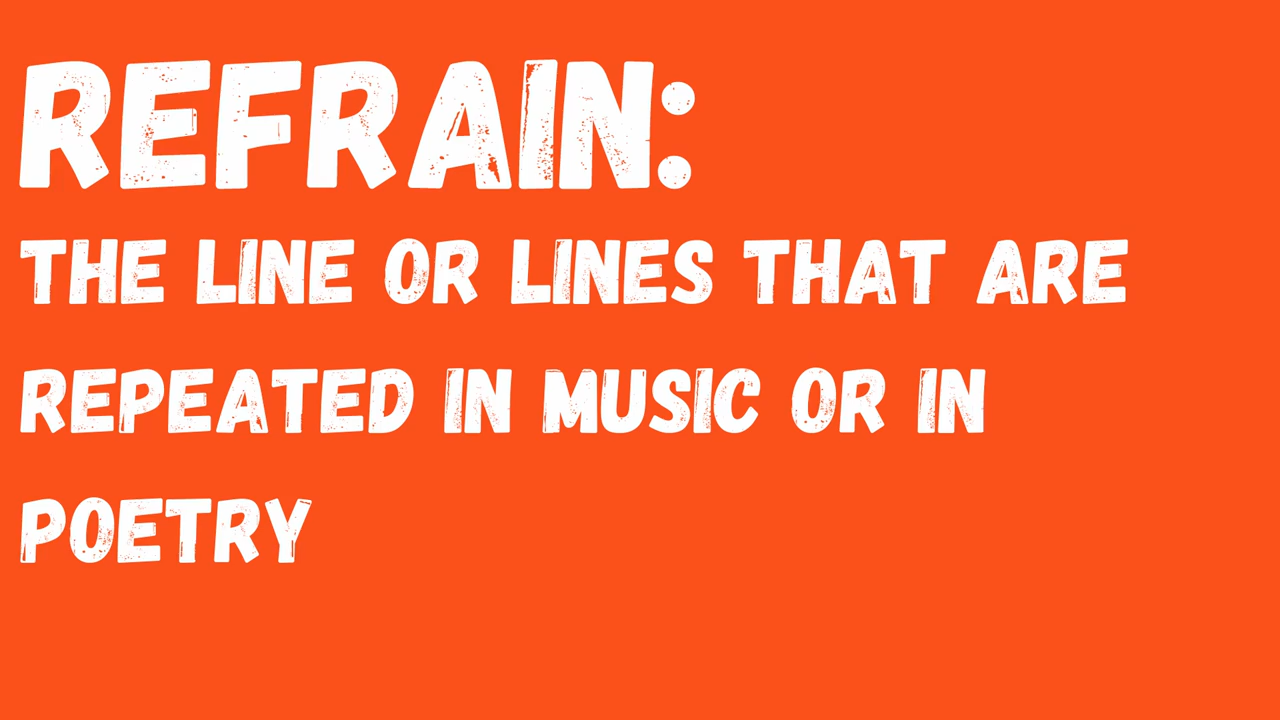 REFRAIN:
THE LINE OR LINES THAT ARE
REPEATED IN MUSIC OR IN
POETRY